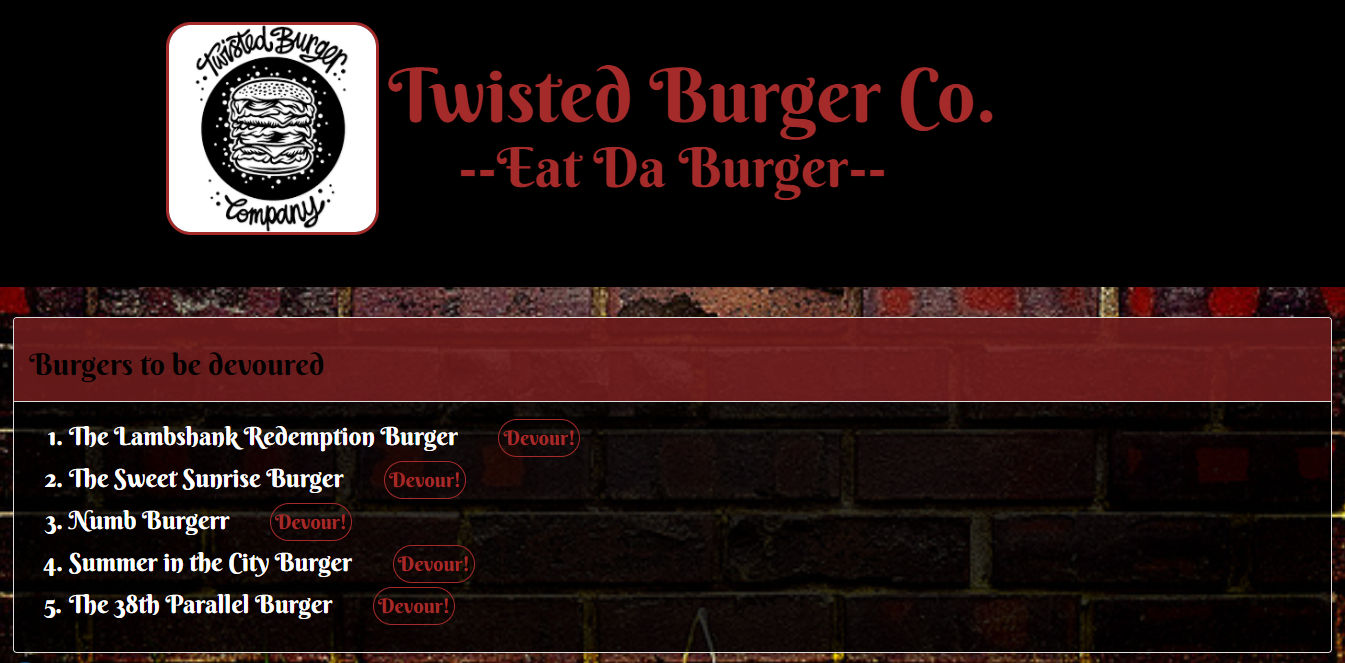 Twisted Burger
Company
Twisted Burger Co.
--Eat Da Burger--
Burgers to be devoured
1. The Lambshank Redemption Burger Devour!
2. The Sweet Sunrise Burger Devour!
3. Numb Burgerr Devour!
4. Summer in the City Burger Devour!
5. The 38th Parallel Burger Devour!